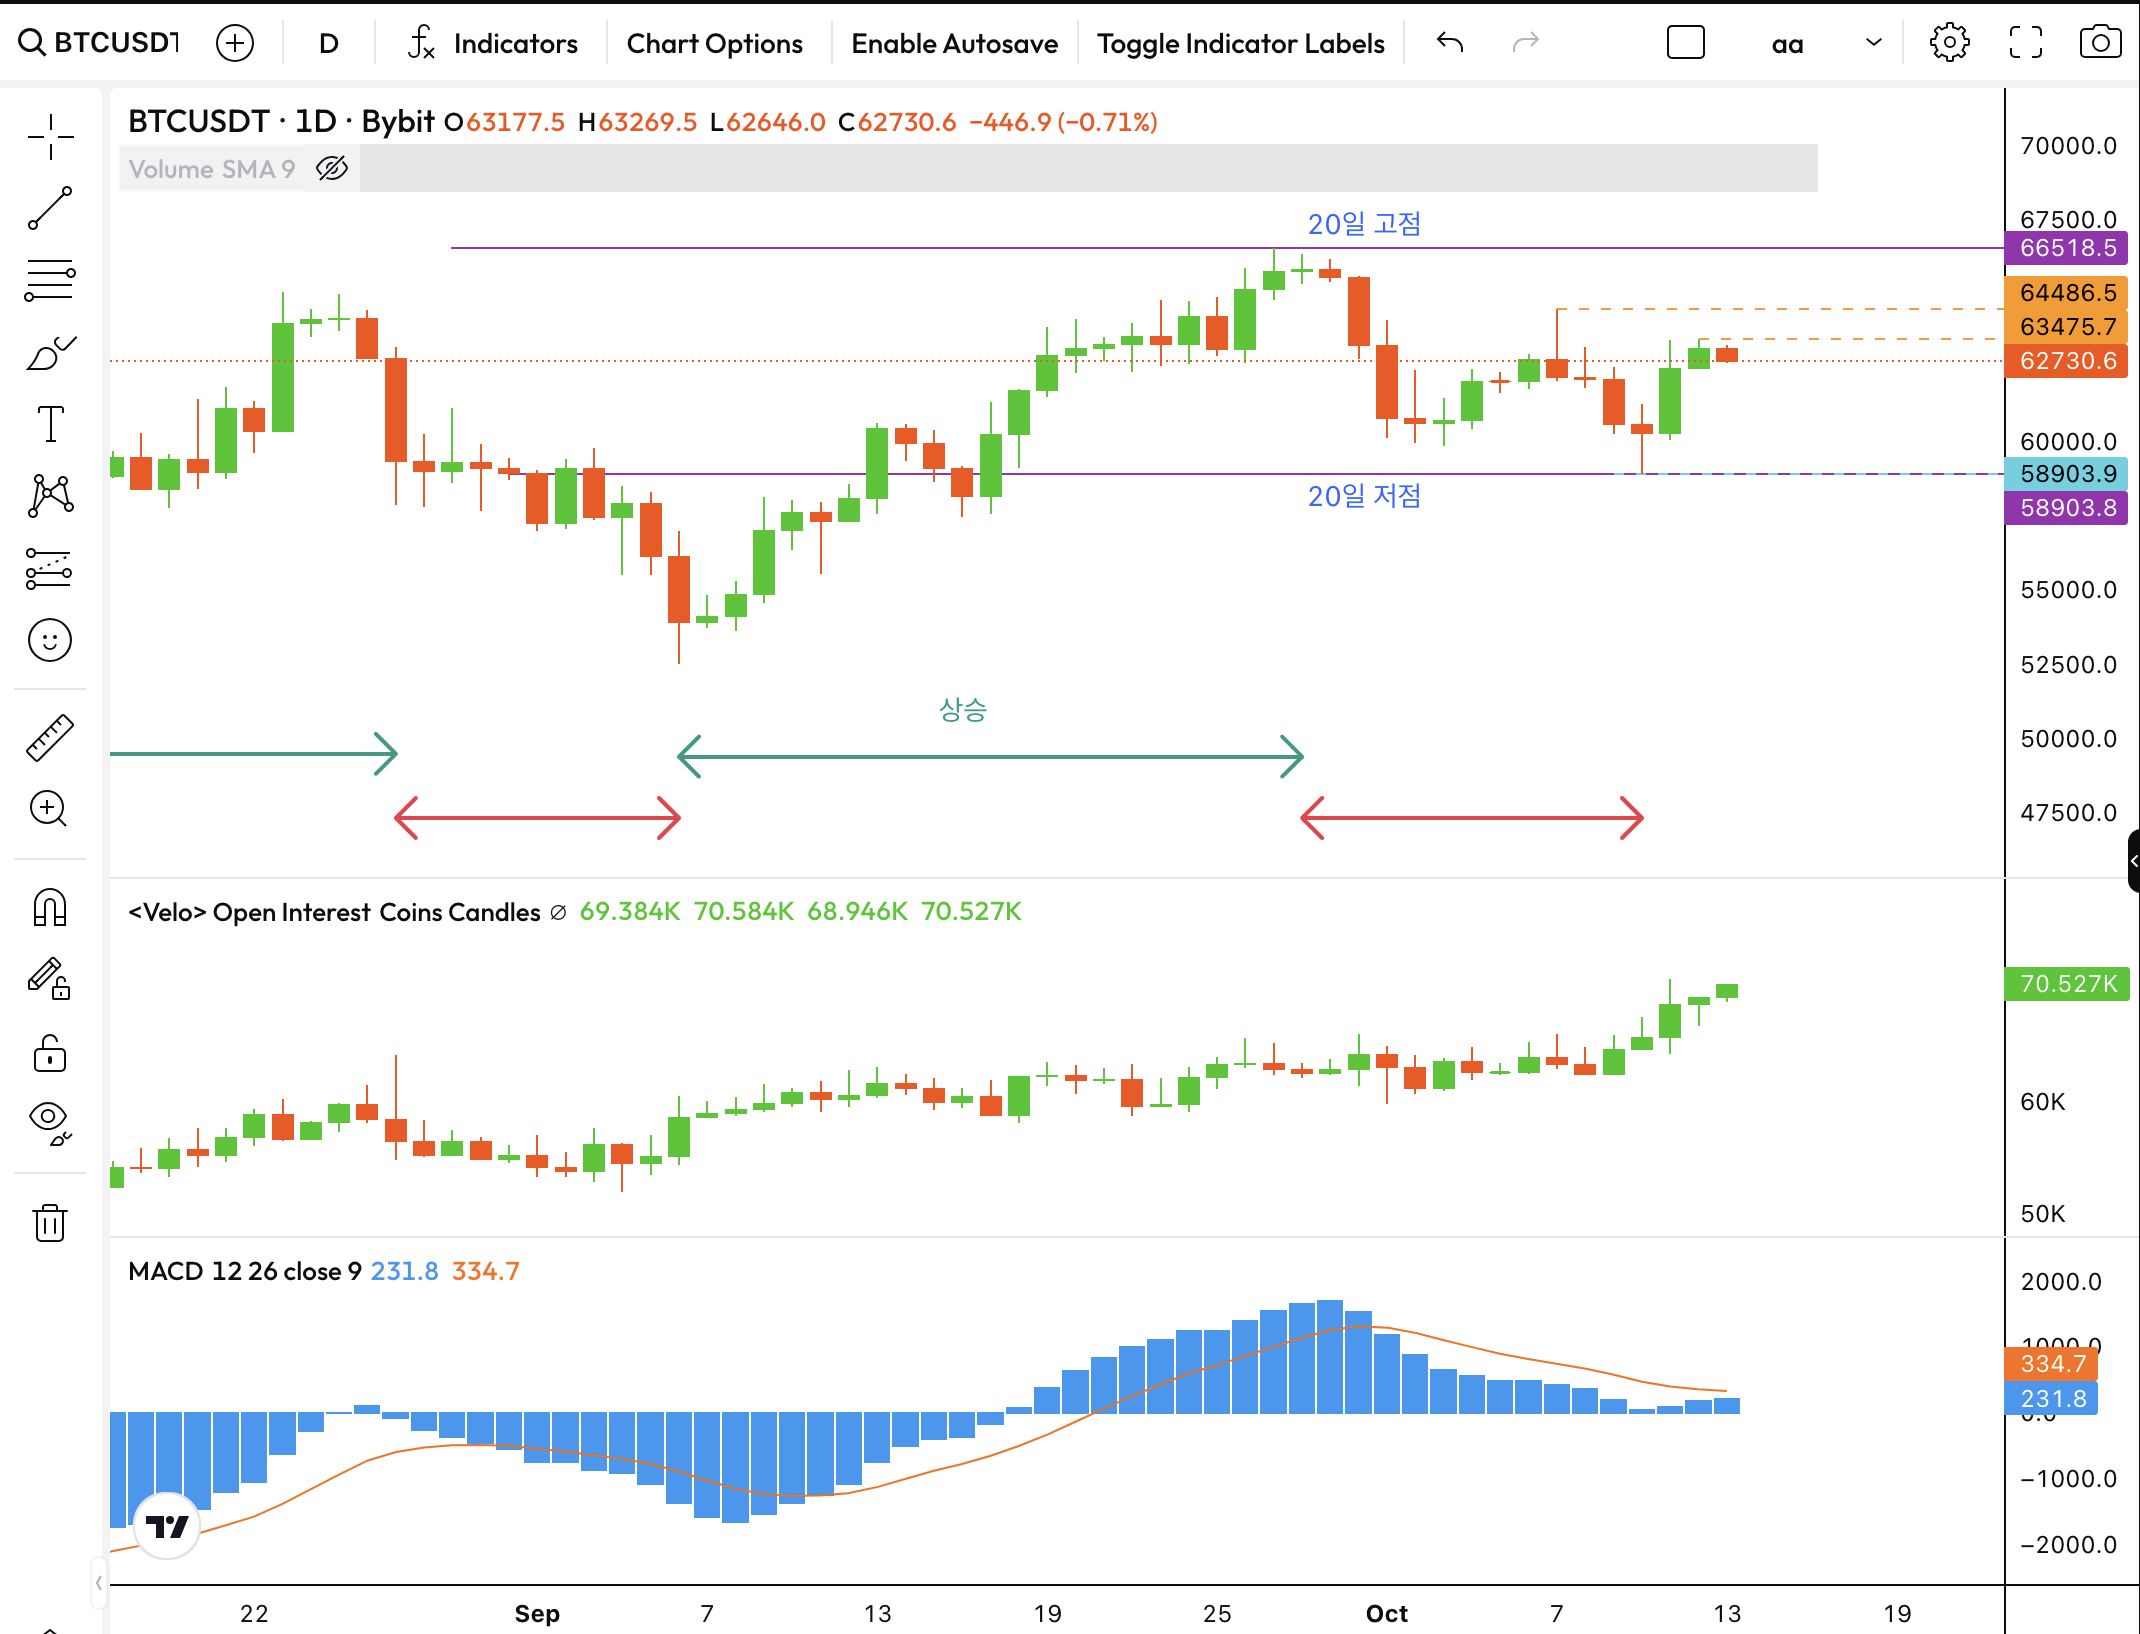 BTCUSDT D Indicators Chart Options Enable Autosave Toggle Indicator Labels aa
BTCUSDT · 1D · Bybit O63177.5 H63269.5 L62646.0 C62730.6 −446.9 (−0.71%)
Volume SMA 9
20일 고점
20일 저점
상승
70000.0
67500.0
66518.5
64486.5
63475.7
62730.6
60000.0
58903.9
58903.8
55000.0
52500.0
50000.0
47500.0
<Velo> Open Interest Coins Candles ∅ 69.384K 70.584K 68.946K 70.527K
70.527K
60K
50K
MACD 12 26 close 9 231.8 334.7
2000.0
1000.0
334.7
231.8
0.0
−1000.0
−2000.0
22 Sep 7 13 19 25 Oct 7 13 19